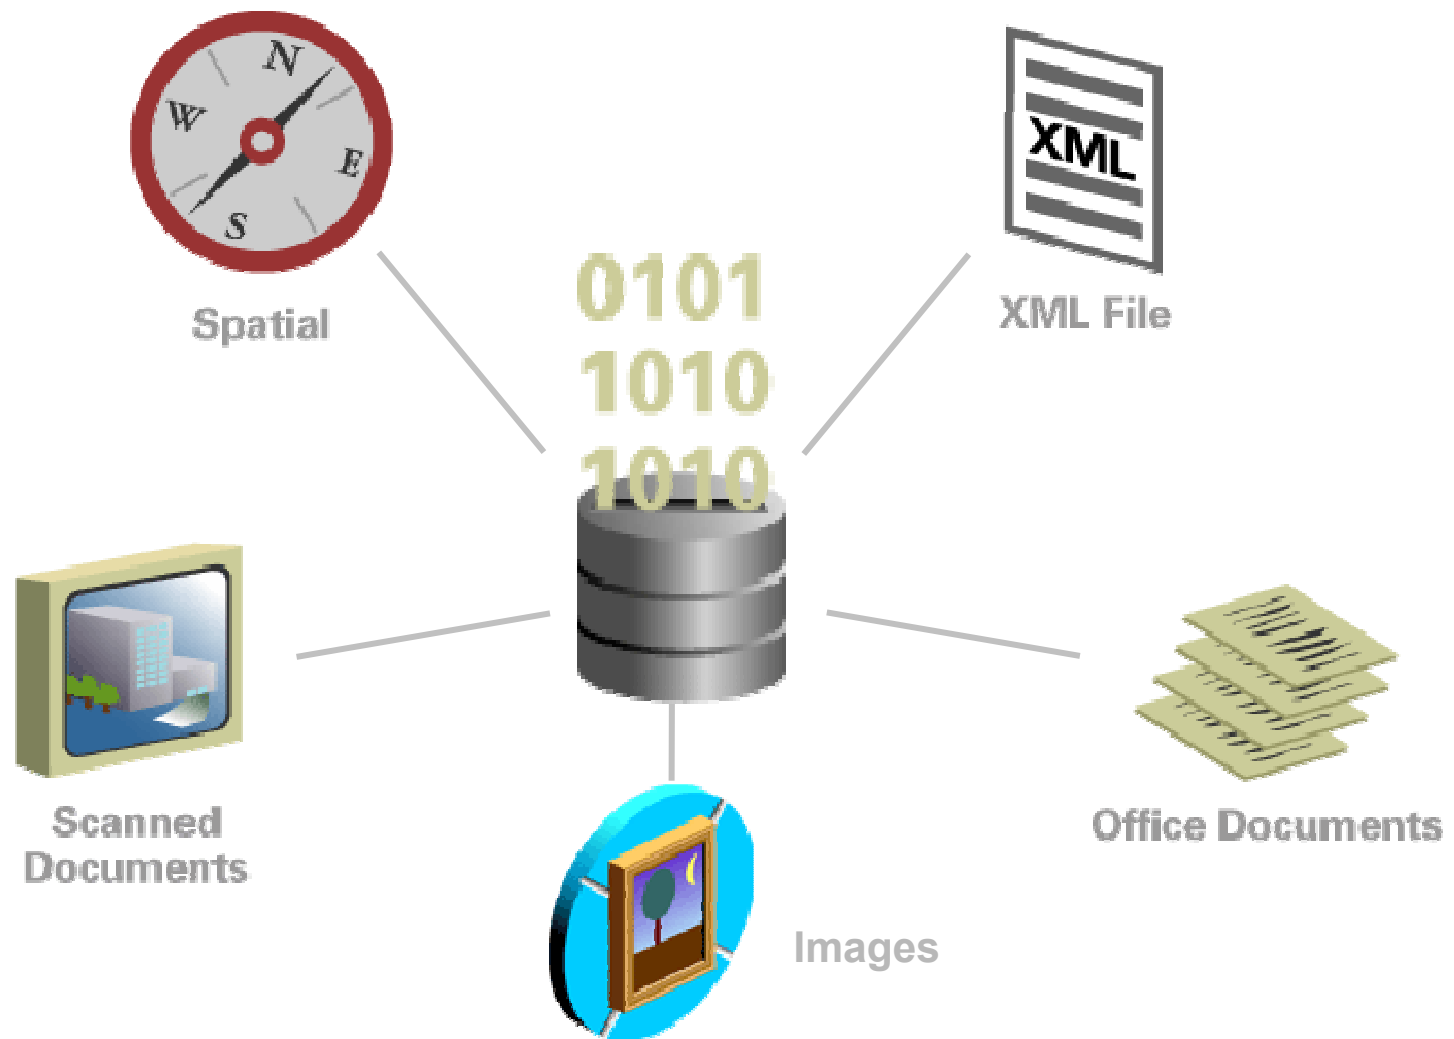 N
W
E
S
Spatial
XML
XML File
0101
1010
1010
Scanned
Documents
Office Documents
Images